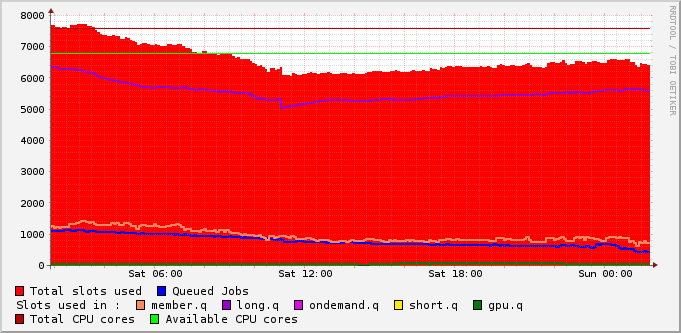 RRDTOOL / TOBI OETIKER
8000
7000
6000
5000
4000
3000
2000
1000
0
Sat 06:00 Sat 12:00 Sat 18:00 Sun 00:00
Total slots used Queued Jobs
Slots used in : member.q long.q ondemand.q short.q gpu.q
Total CPU cores Available CPU cores